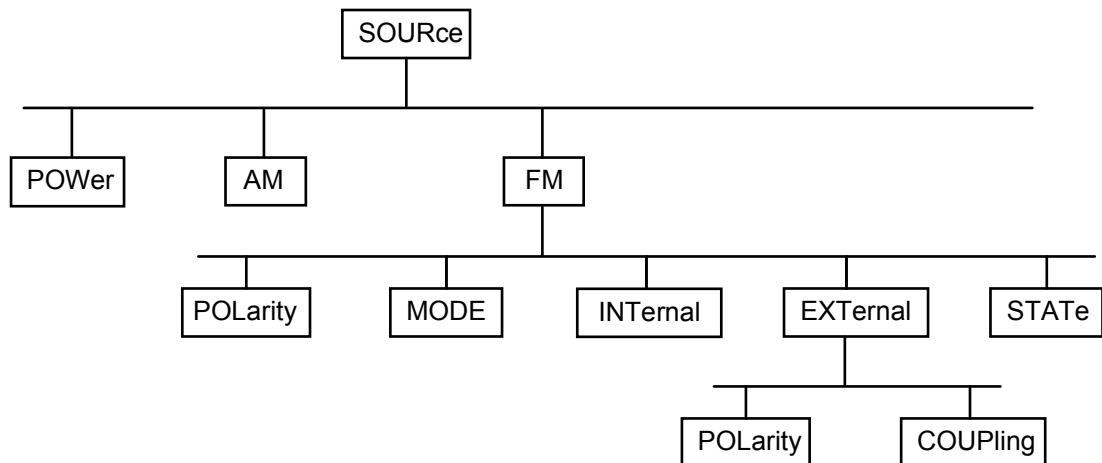 SOURce
POWer AM FM
POLarity MODE INTernal EXTernal STATe
POLarity COUPling